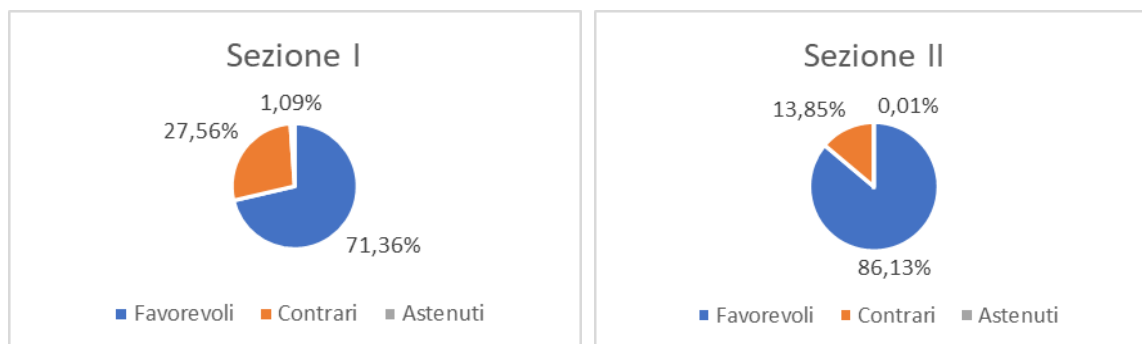 Sezione I
1,09%
27,56%
71,36%
Favorevoli Contrari Astenuti
Sezione II
13,85% 0,01%
86,13%
Favorevoli Contrari Astenuti